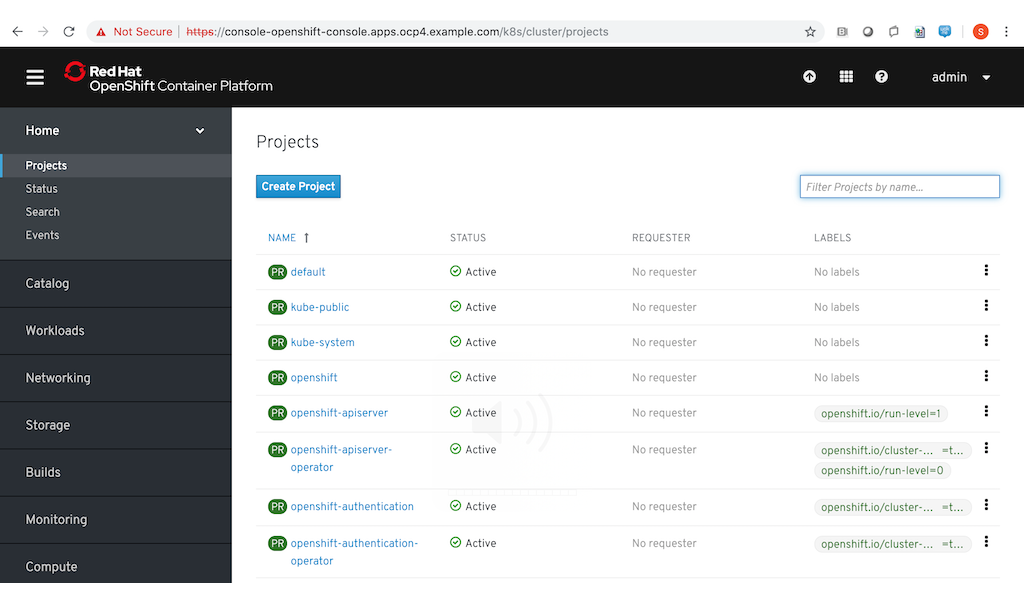 Not Secure https://console-openshift-console.apps.ocp4.example.com/k8s/cluster/projects
S
Red Hat
OpenShift Container Platform
admin
Home
Projects
Status
Search
Events
Catalog
Workloads
Networking
Storage
Builds
Monitoring
Compute
Projects
Create Project
Filter Projects by name...
NAME STATUS REQUESTER LABELS
PR default Active No requester No labels
PR kube-public Active No requester No labels
PR kube-system Active No requester No labels
PR openshift Active No requester No labels
PR openshift-apiserver Active No requester openshift.io/run-level=1
PR openshift-apiserver- Active No requester openshift.io/cluster-... =t...
operator openshift.io/run-level=0
PR openshift-authentication Active No requester openshift.io/cluster-... =t...
PR openshift-authentication- Active No requester openshift.io/cluster-... =t...
operator